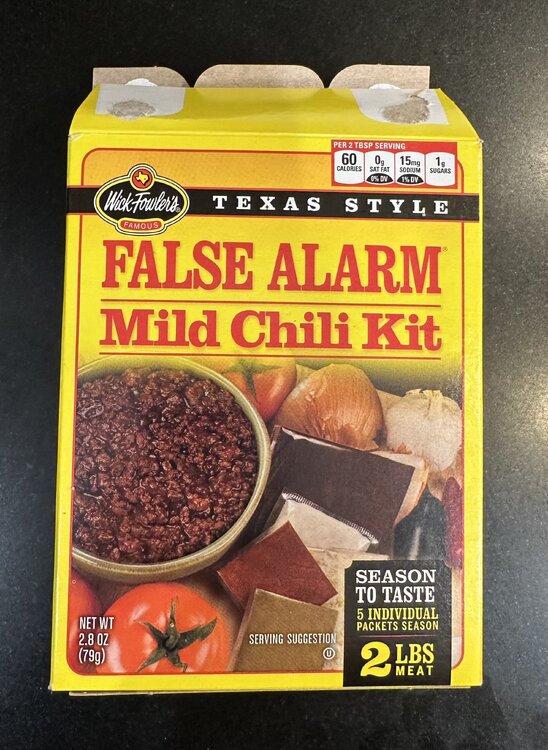 PER 2 TBSP SERVING
60 CALORIES
0g SAT FAT 0% DV
15mg SODIUM 1% DV
1g SUGARS
Wick Fowler's®
FAMOUS
TEXAS STYLE
FALSE ALARM®
Mild Chili Kit
SEASON
TO TASTE
5 INDIVIDUAL
PACKETS SEASON
2 LBS
MEAT
NET WT
2.8 OZ
(79g)
SERVING SUGGESTION
U